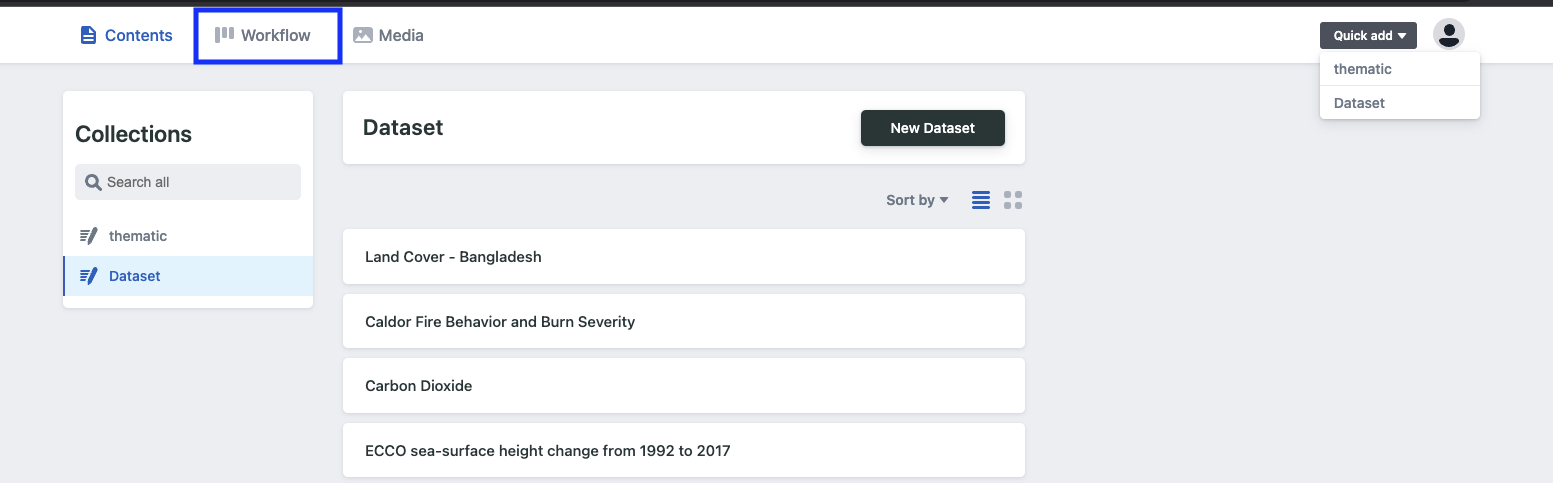 Contents Workflow Media Quick add
thematic
Dataset
Collections
Search all
thematic
Dataset
Dataset New Dataset
Sort by
Land Cover - Bangladesh
Caldor Fire Behavior and Burn Severity
Carbon Dioxide
ECCO sea-surface height change from 1992 to 2017